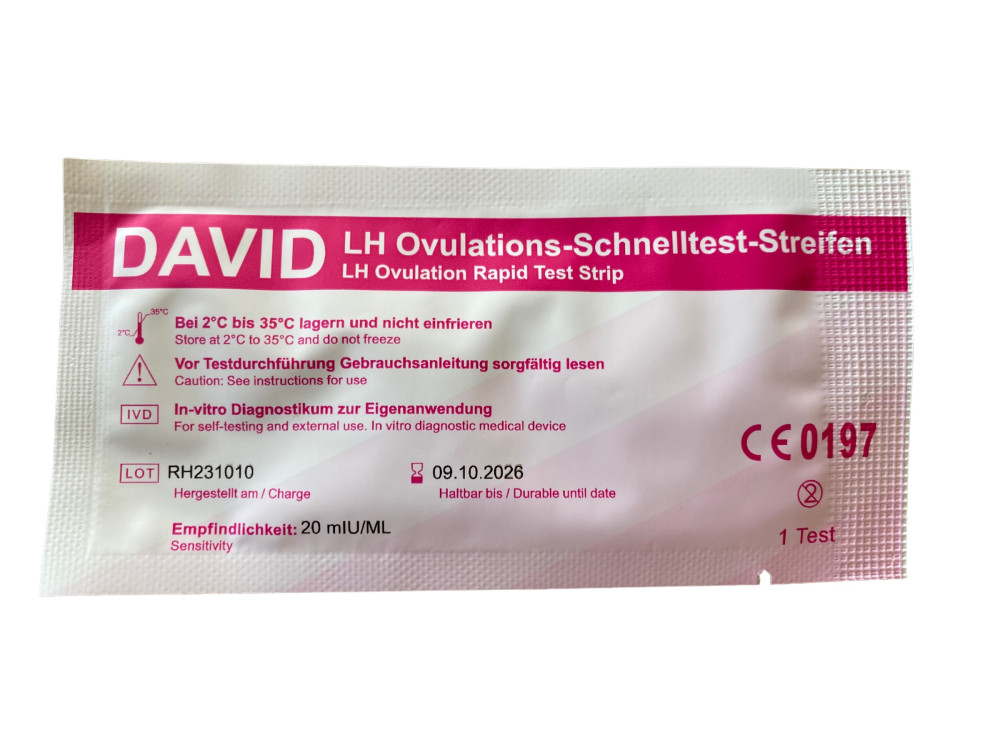 DAVID LH Ovulations-Schnelltest-Streifen
LH Ovulation Rapid Test Strip
35°C
2°C
Bei 2°C bis 35°C lagern und nicht einfrieren
Store at 2°C to 35°C and do not freeze
Vor Testdurchführung Gebrauchsanleitung sorgfältig lesen
Caution: See instructions for use
IVD In-vitro Diagnostikum zur Eigenanwendung
For self-testing and external use. In vitro diagnostic medical device
CE0197
LOT RH231010
Hergestellt am / Charge
09.10.2026
Haltbar bis / Durable until date
2
Empfindlichkeit: 20 mIU/ML
Sensitivity
1 Test